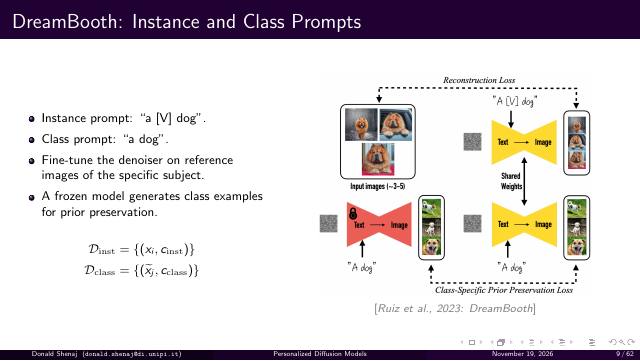 DreamBooth: Instance and Class Prompts
Instance prompt: “a [V] dog”.
Class prompt: “a dog”.
Fine-tune the denoiser on reference
images of the specific subject.
A frozen model generates class examples
for prior preservation.
𝒟inst = {(xᵢ, cinst)}
𝒟class = {(x̃ⱼ, cclass)}
Reconstruction Loss
"A [V] dog"
Text → Image
Input images (~3-5)
Shared
Weights
Text → Image
Text → Image
"A dog"
"A dog"
Class-Specific Prior Preservation Loss
[Ruiz et al., 2023: DreamBooth]
Donald Shenaj (donald.shenaj@di.unipi.it) Personalized Diffusion Models November 19, 2026 9 / 62